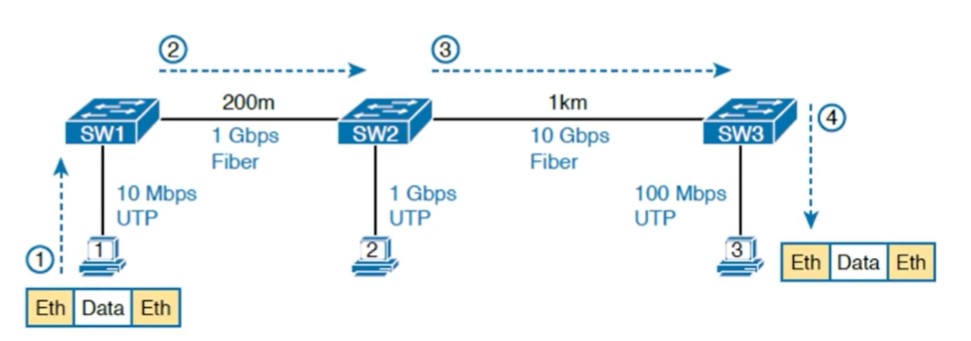 ② ③
200m 1km
SW1 SW2 SW3 ④
1 Gbps 10 Gbps
Fiber Fiber
10 Mbps 1 Gbps 100 Mbps
UTP UTP UTP
① 1 2 3
Eth Data Eth
Eth Data Eth